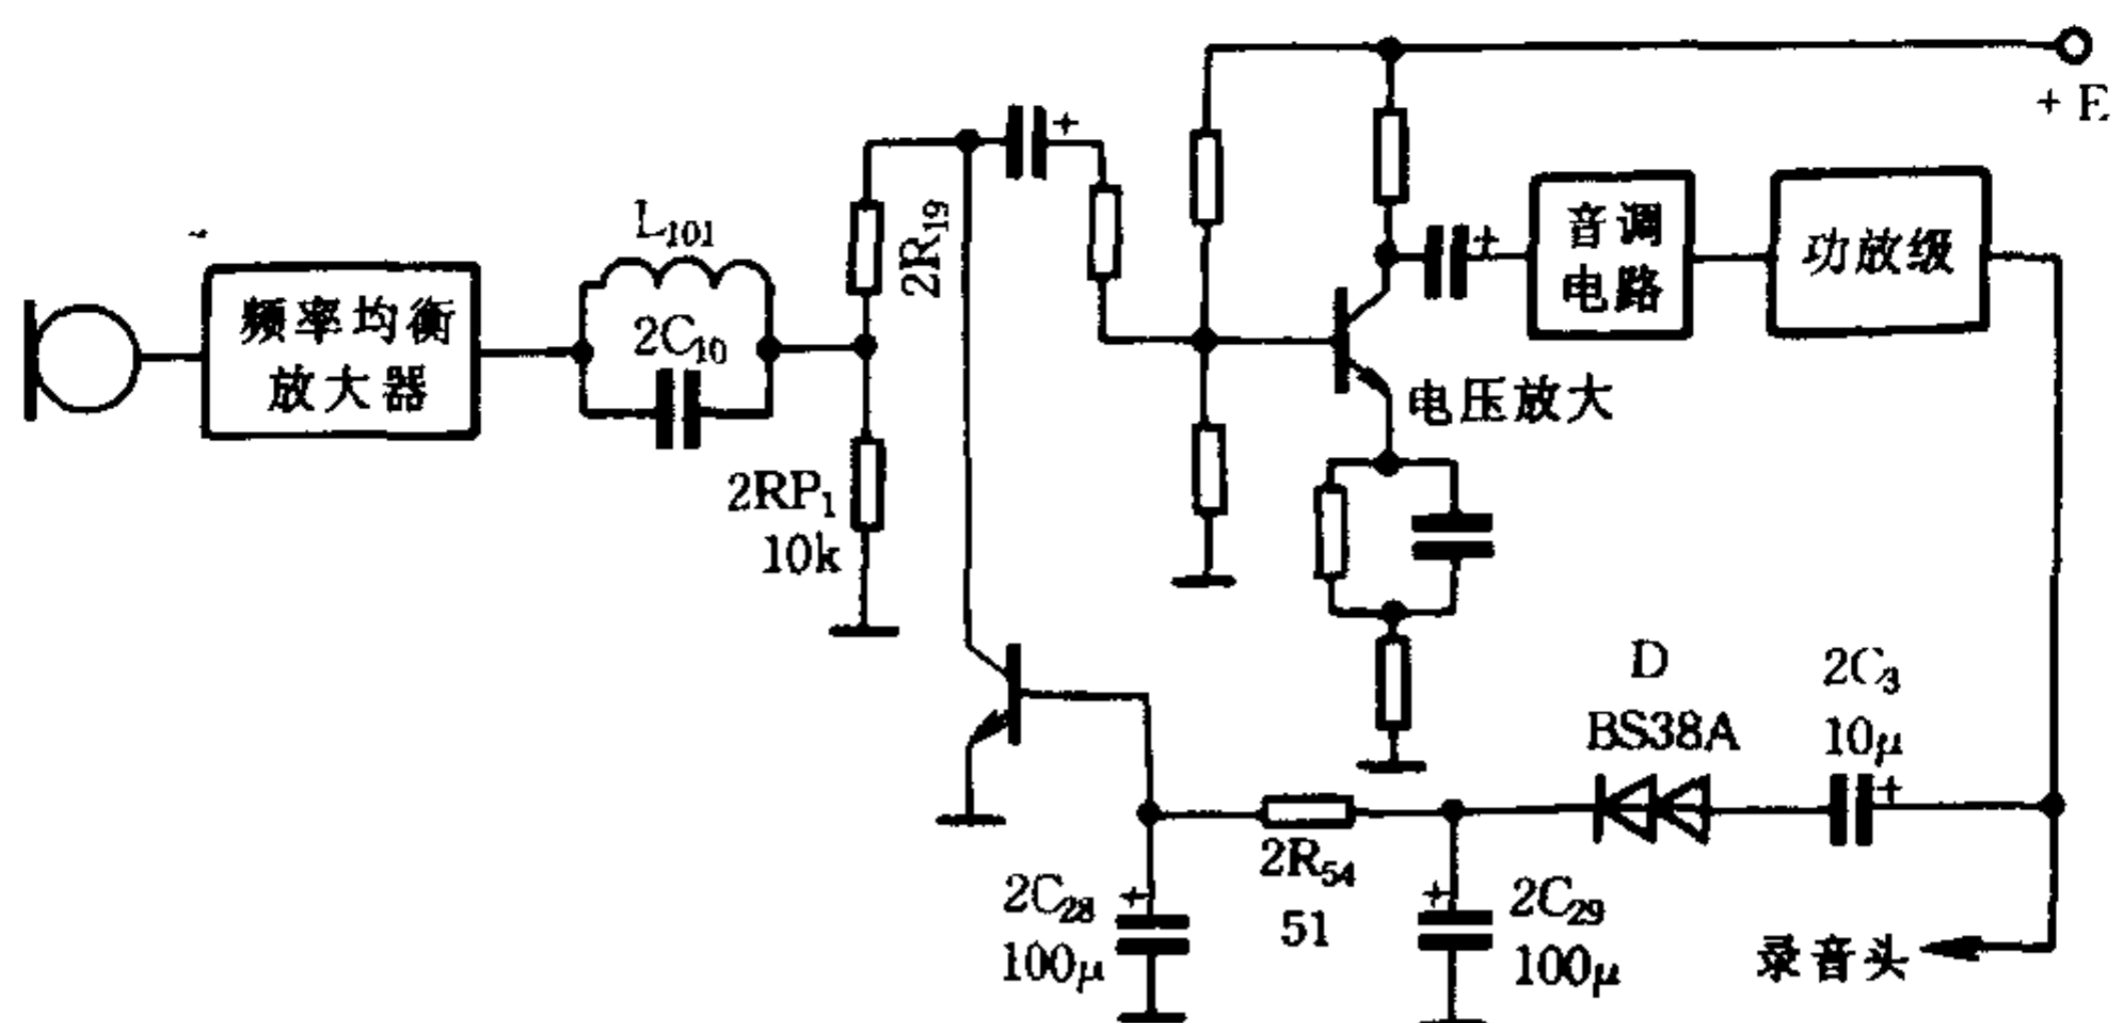 + E
L101
2R19
音调
电路
功放级
频率均衡
放大器
2C10
电压放大
2RP1
10k
D
BS38A
2C3
10μ
2R54
51
2C28
100μ
2C29
100μ
录音头